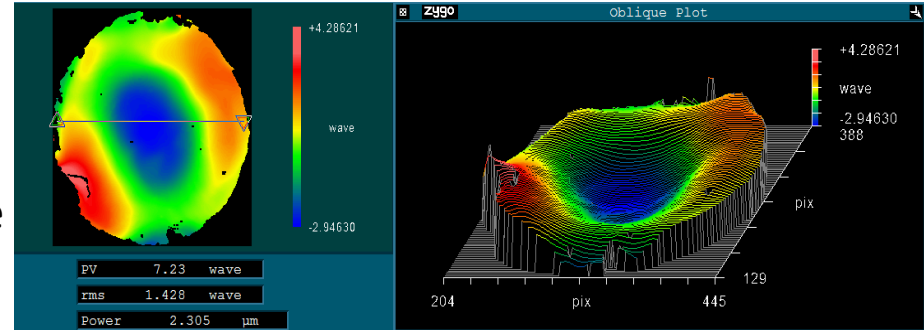 +4.28621
wave
-2.94630
PV 7.23 wave
rms 1.428 wave
Power 2.305 µm
zygo Oblique Plot
+4.28621
wave
-2.94630
388
pix
129
204 pix 445